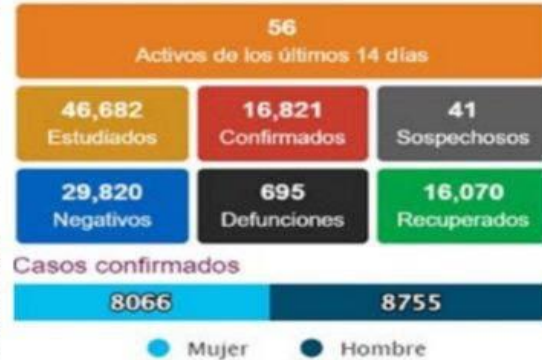 56
Activos de los últimos 14 días
46,682
Estudiados
16,821
Confirmados
41
Sospechosos
29,820
Negativos
695
Defunciones
16,070
Recuperados
Casos confirmados
8066
8755
Mujer
Hombre